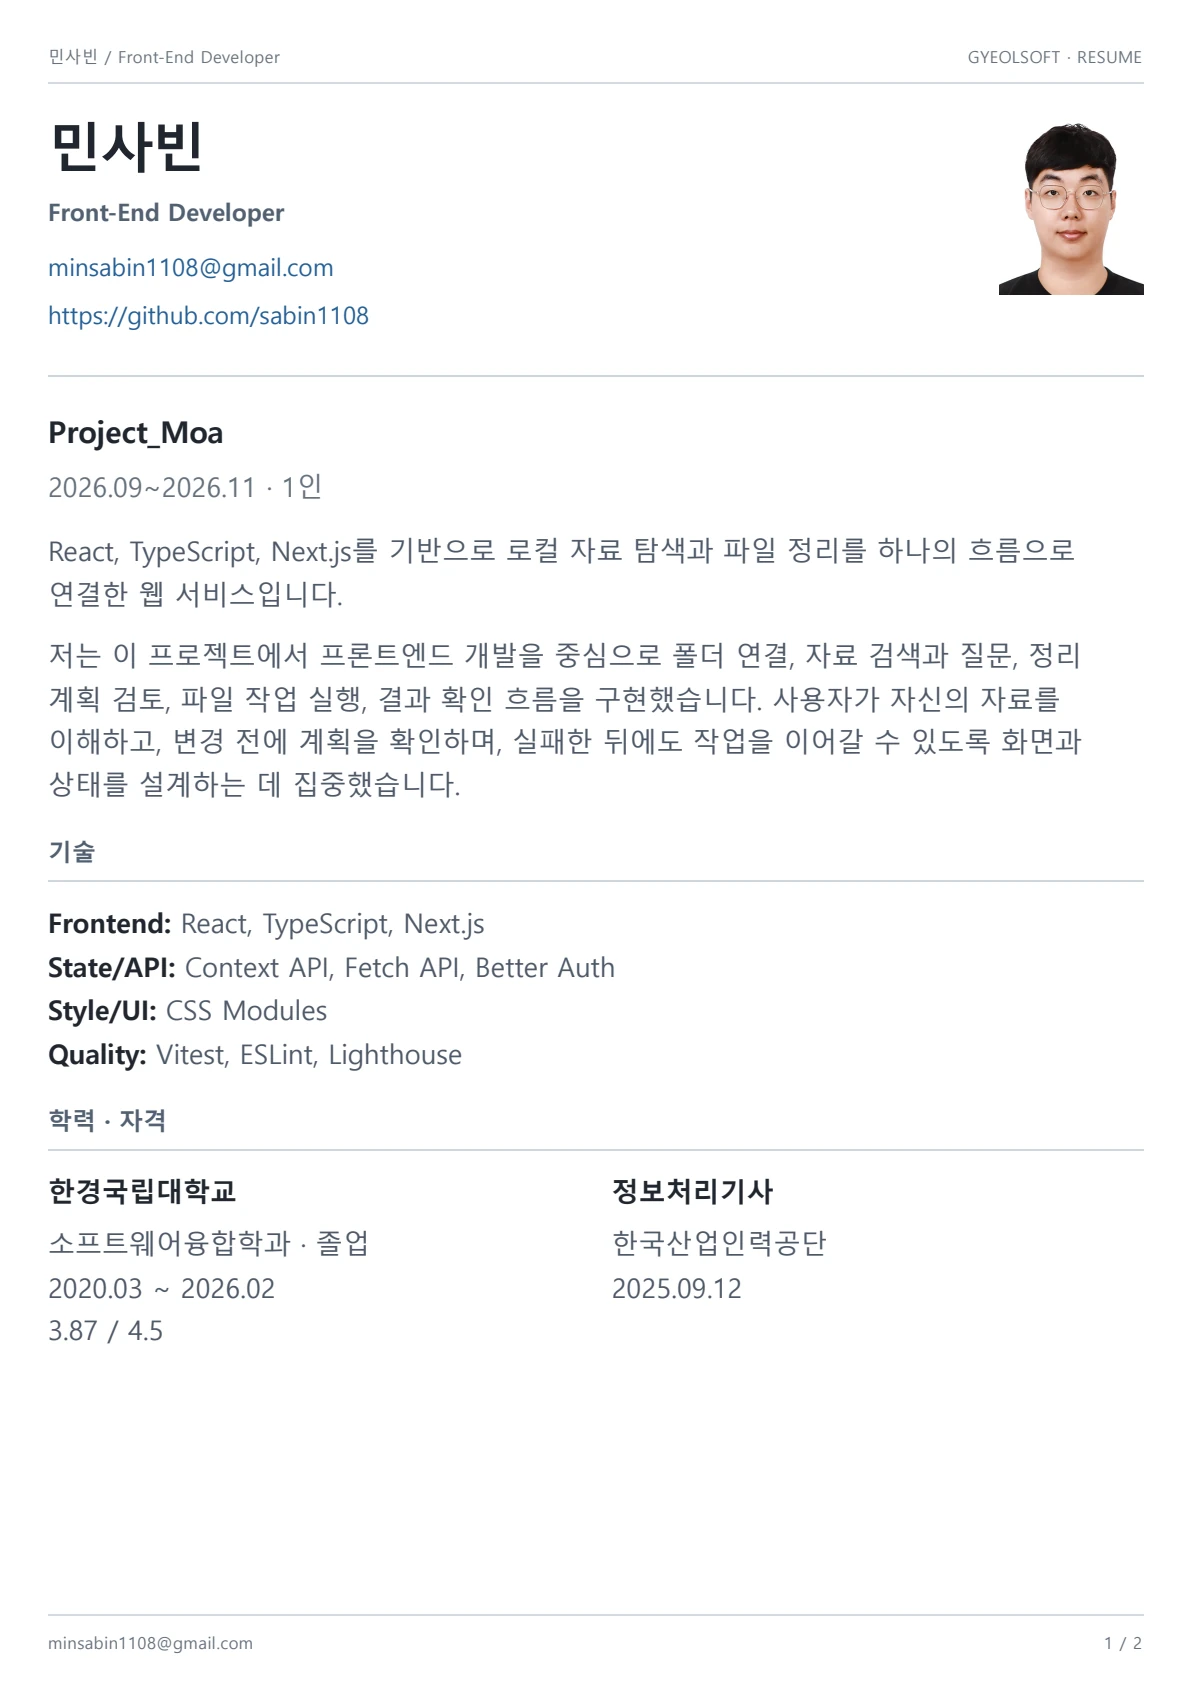 민사빈 / Front-End Developer
GYEOLSOFT · RESUME
민사빈
Front-End Developer
minsabin1108@gmail.com
https://github.com/sabin1108
Project_Moa
2026.09~2026.11 · 1인
React, TypeScript, Next.js를 기반으로 로컬 자료 탐색과 파일 정리를 하나의 흐름으로
연결한 웹 서비스입니다.
저는 이 프로젝트에서 프론트엔드 개발을 중심으로 폴더 연결, 자료 검색과 질문, 정리
계획 검토, 파일 작업 실행, 결과 확인 흐름을 구현했습니다. 사용자가 자신의 자료를
이해하고, 변경 전에 계획을 확인하며, 실패한 뒤에도 작업을 이어갈 수 있도록 화면과
상태를 설계하는 데 집중했습니다.
기술
Frontend: React, TypeScript, Next.js
State/API: Context API, Fetch API, Better Auth
Style/UI: CSS Modules
Quality: Vitest, ESLint, Lighthouse
학력 · 자격
한경국립대학교
소프트웨어융합학과 · 졸업
2020.03 ~ 2026.02
3.87 / 4.5
정보처리기사
한국산업인력공단
2025.09.12
minsabin1108@gmail.com
1 / 2